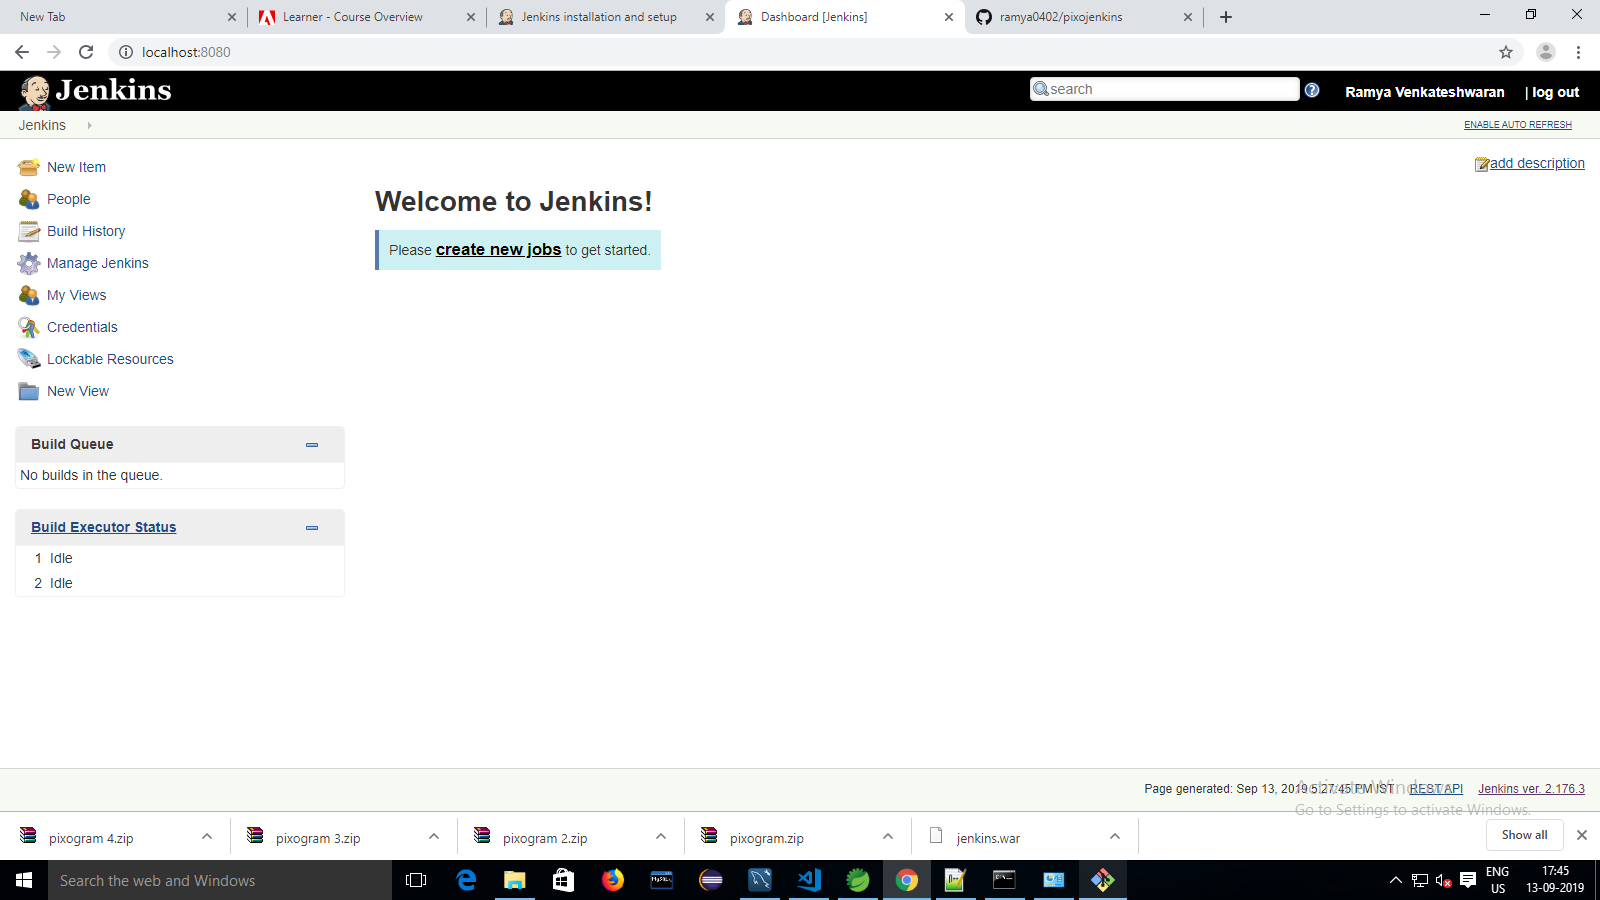 New Tab
Learner - Course Overview
Jenkins installation and setup
Dashboard [Jenkins]
ramya0402/pixojenkins
localhost:8080
Jenkins
search
Ramya Venkateshwaran
| log out
Jenkins
ENABLE AUTO REFRESH
New Item
add description
People
Welcome to Jenkins!
Build History
Please create new jobs to get started.
Manage Jenkins
My Views
Credentials
Lockable Resources
New View
Build Queue
No builds in the queue.
Build Executor Status
1 Idle
2 Idle
Page generated: Sep 13, 2019 5:27:45 PM IST
REST API
Jenkins ver. 2.176.3
Activate Windows
Go to Settings to activate Windows.
pixogram 4.zip
pixogram 3.zip
pixogram 2.zip
pixogram.zip
jenkins.war
Show all
Search the web and Windows
ENG
US
17:45
13-09-2019